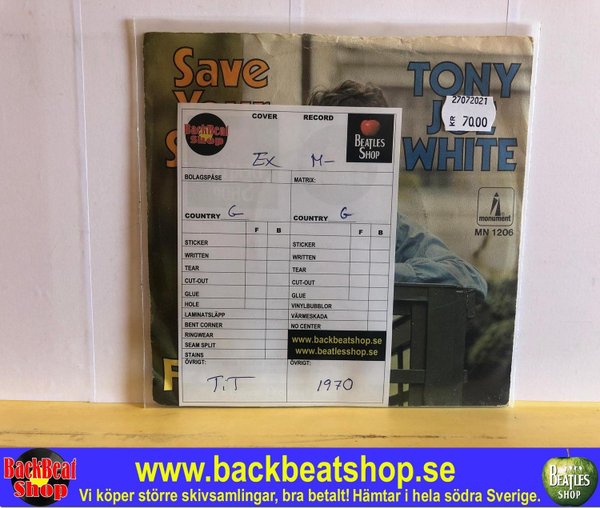 Save
TONY
JOE
WHITE
27072021
KR 70.00
monument
MN 1206
BackBeat
Shop
COVER RECORD
BEATLES
SHOP
Ex M-
BOLAGSPÅSE MATRIX:
COUNTRY G COUNTRY G
F B F B
STICKER STICKER
WRITTEN WRITTEN
TEAR TEAR
CUT-OUT CUT-OUT
GLUE GLUE
HOLE VINYLBUBBLOR
LAMINATSLÄPP VÄRMESKADA
BENT CORNER NO CENTER
RINGWEAR
SEAM SPLIT
STAINS
www.backbeatshop.se
www.beatlesshop.se
ÖVRIGT: ÖVRIGT:
T.T 1970
BackBeat
Shop
www.backbeatshop.se
Vi köper större skivsamlingar, bra betalt! Hämtar i hela södra Sverige.
BEATLES
SHOP